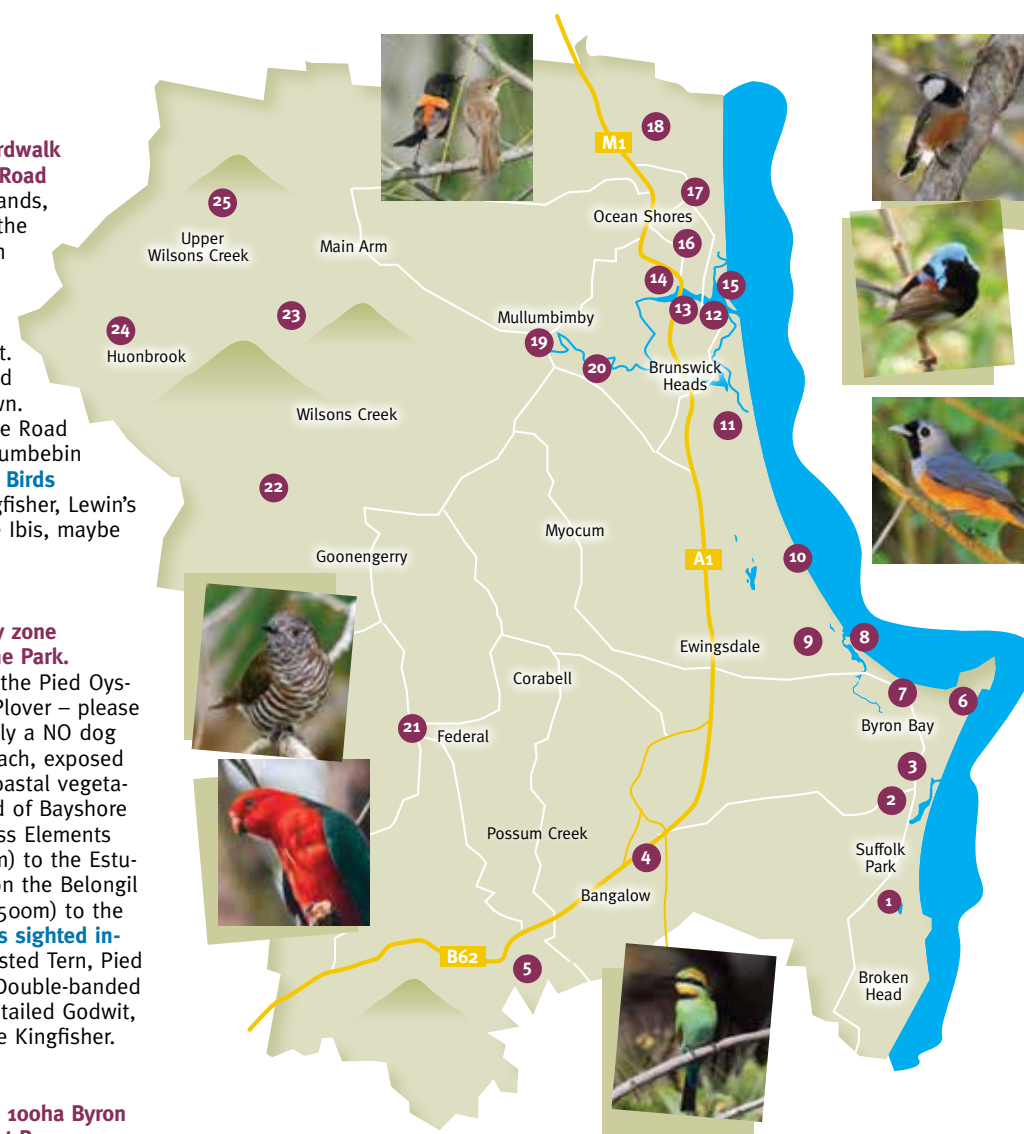 rdwalk
Road
ands,
the
t.
d
wn.
e Road
umbebin
Birds
gfisher, Lewin's
e Ibis, maybe
y zone
ne Park.
the Pied Oys-
Plover – please
ly a NO dog
ach, exposed
oastal vegeta-
d of Bayshore
ss Elements
m) to the Estu-
on the Belongil
500m) to the
s sighted in-
sted Tern, Pied
Double-banded
tailed Godwit,
e Kingfisher.
100ha Byron
18
M1
17
Ocean Shores
25
Upper
Wilsons Creek
Main Arm
16
14
15
13
12
23
24
Huonbrook
Mullumbimby
19
20
Brunswick
Heads
Wilsons Creek
11
22
Myocum
Goonengerry
A1
10
9
8
Ewingsdale
Corabell
7
6
Byron Bay
21
Federal
3
2
Possum Creek
4
Suffolk
Park
Bangalow
1
B62
5
Broken
Head